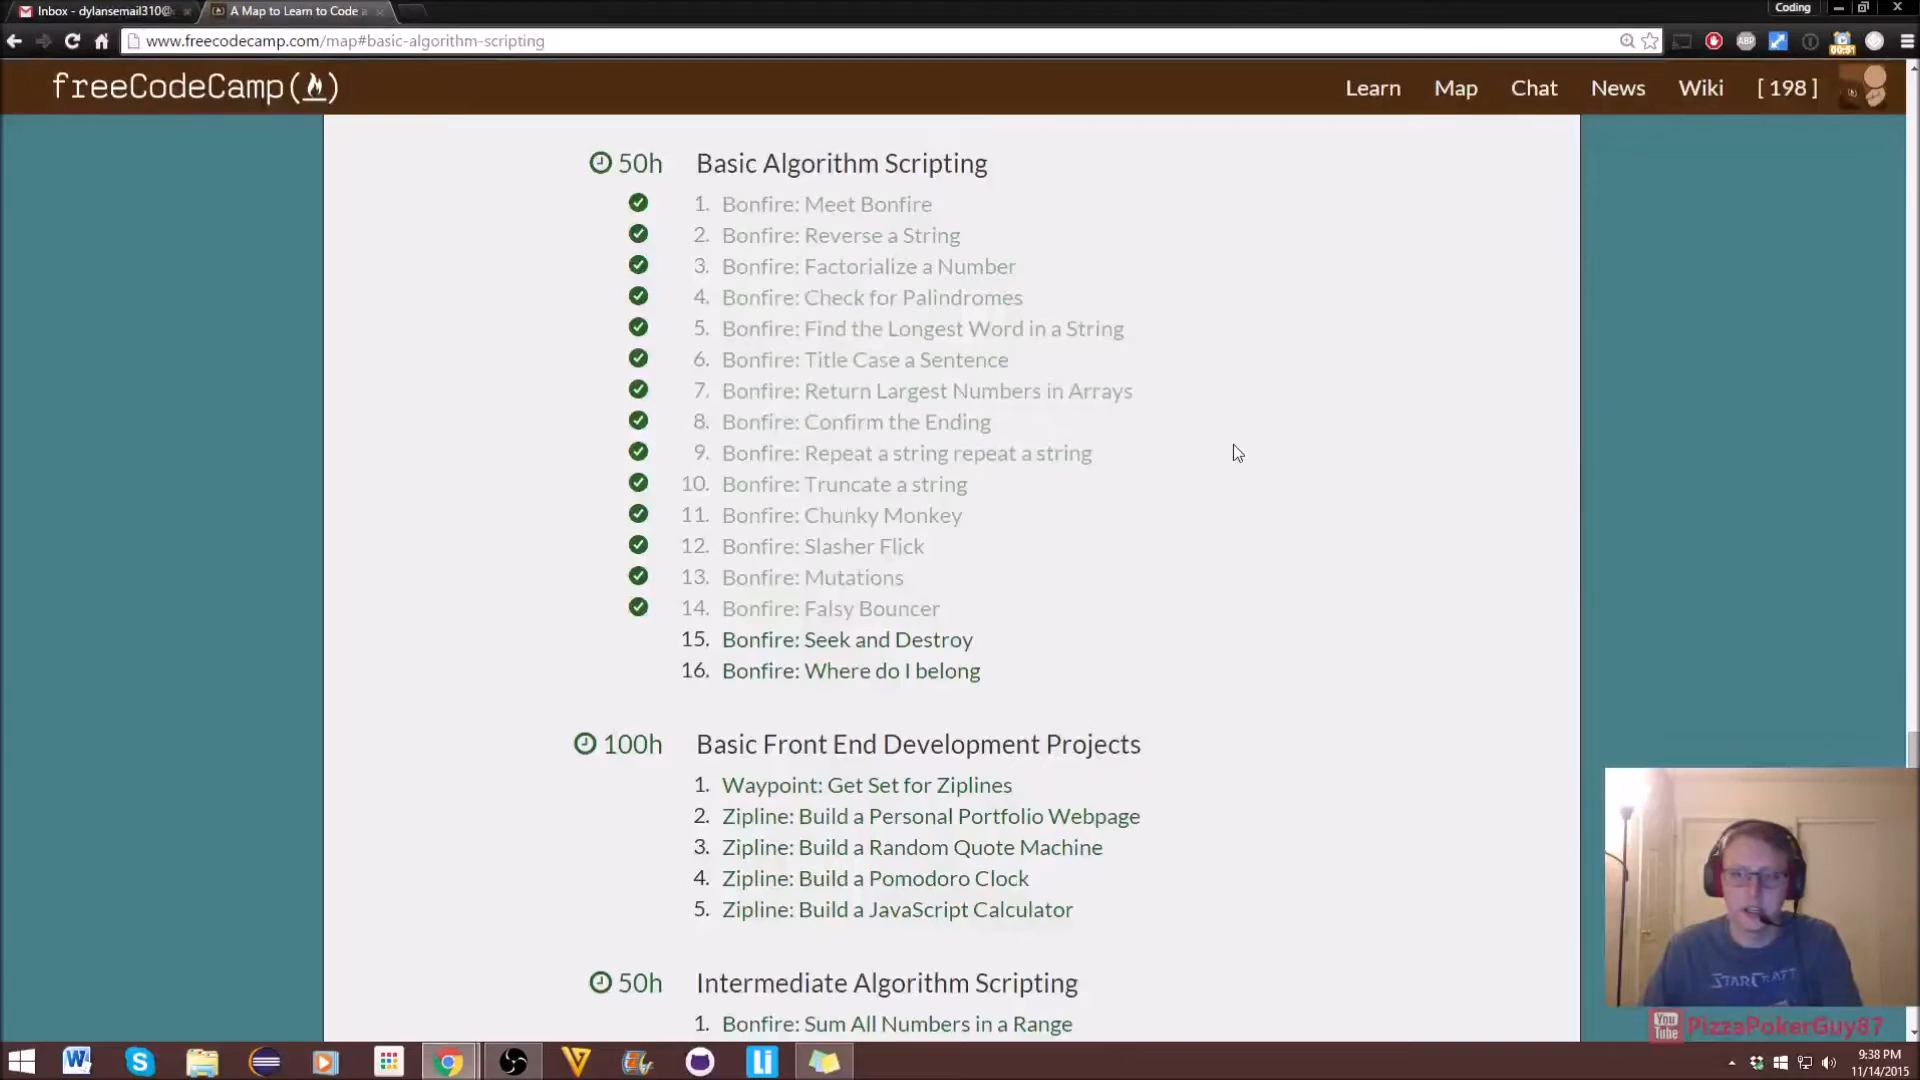 Inbox - dylansemail310@
A Map to Learn to Code a
Coding
www.freecodecamp.com/map#basic-algorithm-scripting
ABP
00:51
freeCodeCamp(
)
Learn
Map
Chat
News
Wiki
[ 198 ]
50h Basic Algorithm Scripting
1. Bonfire: Meet Bonfire
2. Bonfire: Reverse a String
3. Bonfire: Factorialize a Number
4. Bonfire: Check for Palindromes
5. Bonfire: Find the Longest Word in a String
6. Bonfire: Title Case a Sentence
7. Bonfire: Return Largest Numbers in Arrays
8. Bonfire: Confirm the Ending
9. Bonfire: Repeat a string repeat a string
10. Bonfire: Truncate a string
11. Bonfire: Chunky Monkey
12. Bonfire: Slasher Flick
13. Bonfire: Mutations
14. Bonfire: Falsy Bouncer
15. Bonfire: Seek and Destroy
16. Bonfire: Where do I belong
100h Basic Front End Development Projects
1. Waypoint: Get Set for Ziplines
2. Zipline: Build a Personal Portfolio Webpage
3. Zipline: Build a Random Quote Machine
4. Zipline: Build a Pomodoro Clock
5. Zipline: Build a JavaScript Calculator
50h Intermediate Algorithm Scripting
1. Bonfire: Sum All Numbers in a Range
STARCRAFT
You Tube PizzaPokerGuy87
W
S
V
Li
9:38 PM
11/14/2015